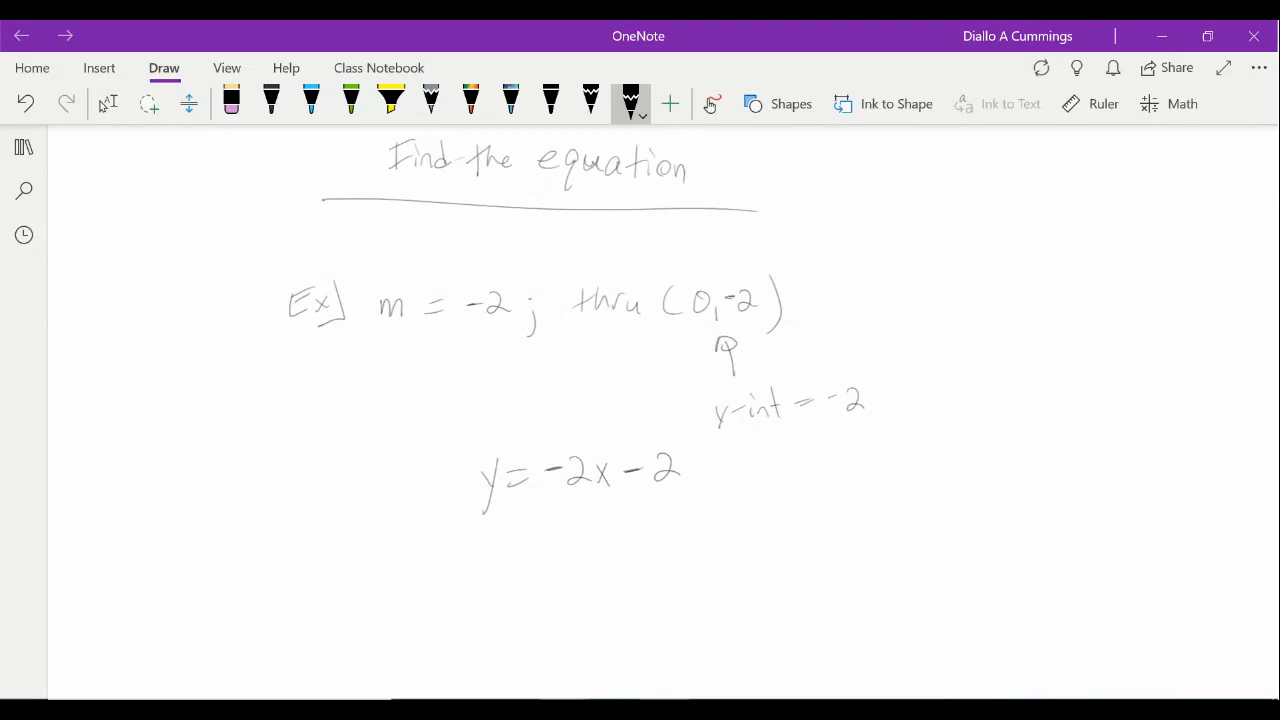 OneNote
Diallo A Cummings
Home Insert Draw View Help Class Notebook
Share
Shapes Ink to Shape Ink to Text Ruler Math
Find the equation
Ex] m = -2 ; thru (0,-2)
y-int = -2
y = -2x - 2